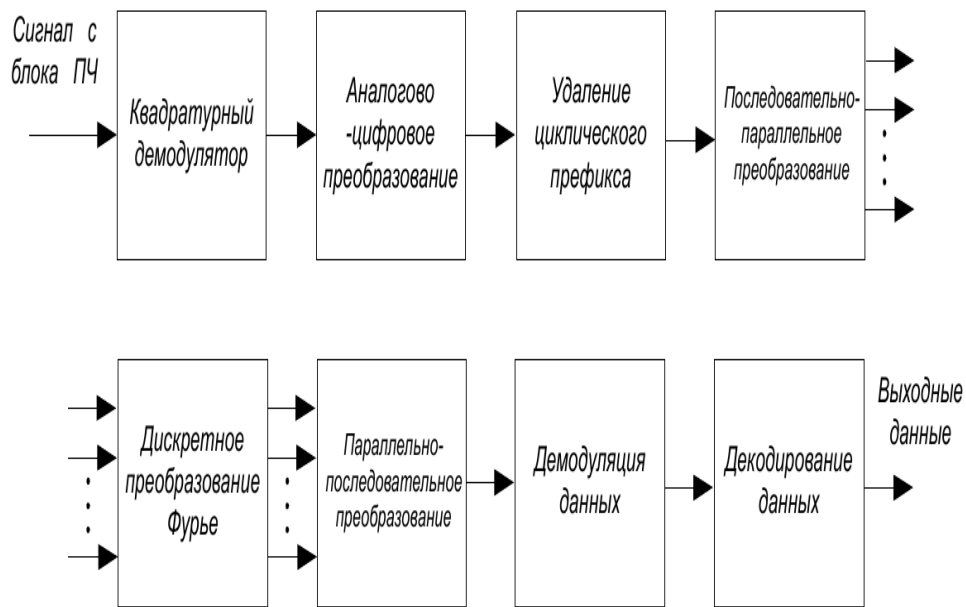 Сигнал с
блока ПЧ
Квадратурный
демодулятор
Аналогово
-цифровое
преобразование
Удаление
циклического
префикса
Последовательно-
параллельное
преобразование
Дискретное
преобразование
Фурье
Параллельно-
последовательное
преобразование
Демодуляция
данных
Декодирование
данных
Выходные
данные